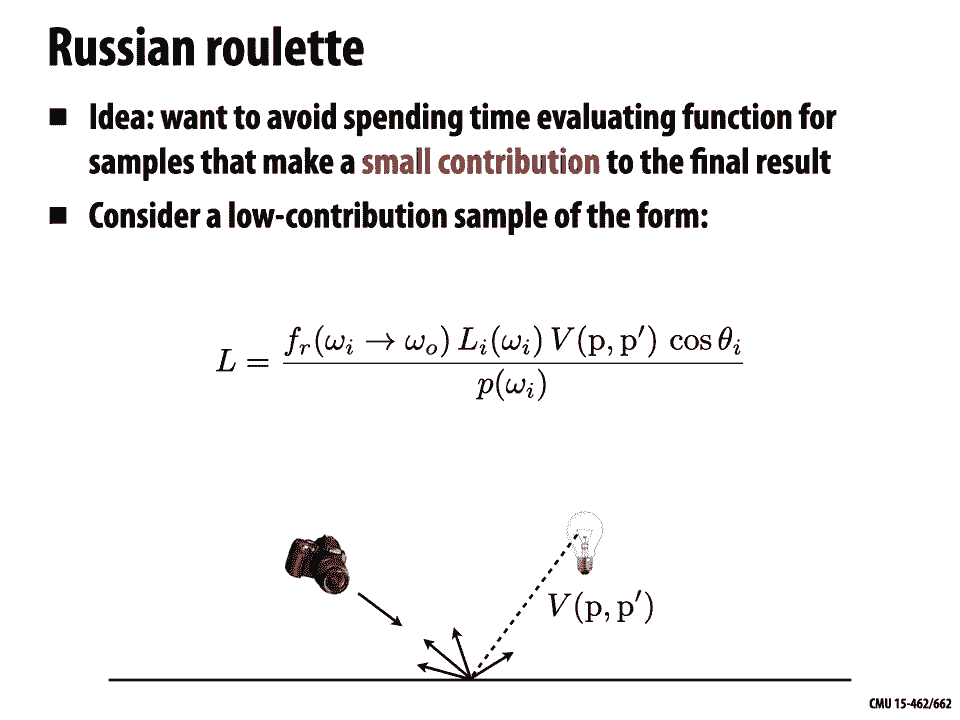 Russian roulette
■ Idea: want to avoid spending time evaluating function for
samples that make a small contribution to the final result
■ Consider a low-contribution sample of the form:
L = \frac{f_r(\omega_i \to \omega_o) \, L_i(\omega_i) \, V(\mathrm{p}, \mathrm{p}') \, \cos\theta_i}{p(\omega_i)}
V(p, p′)
CMU 15-462/662